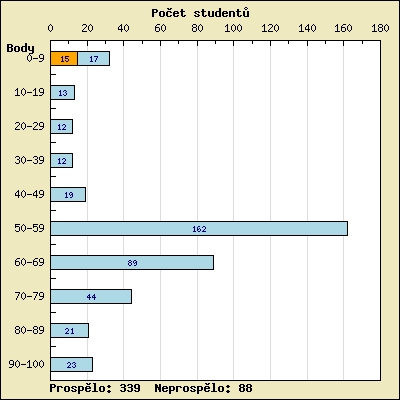 Počet studentů
0 20 40 60 80 100 120 140 160 180
Body
0-9 15 17
10-19 13
20-29 12
30-39 12
40-49 19
50-59 162
60-69 89
70-79 44
80-89 21
90-100 23
Prospělo: 339 Neprospělo: 88